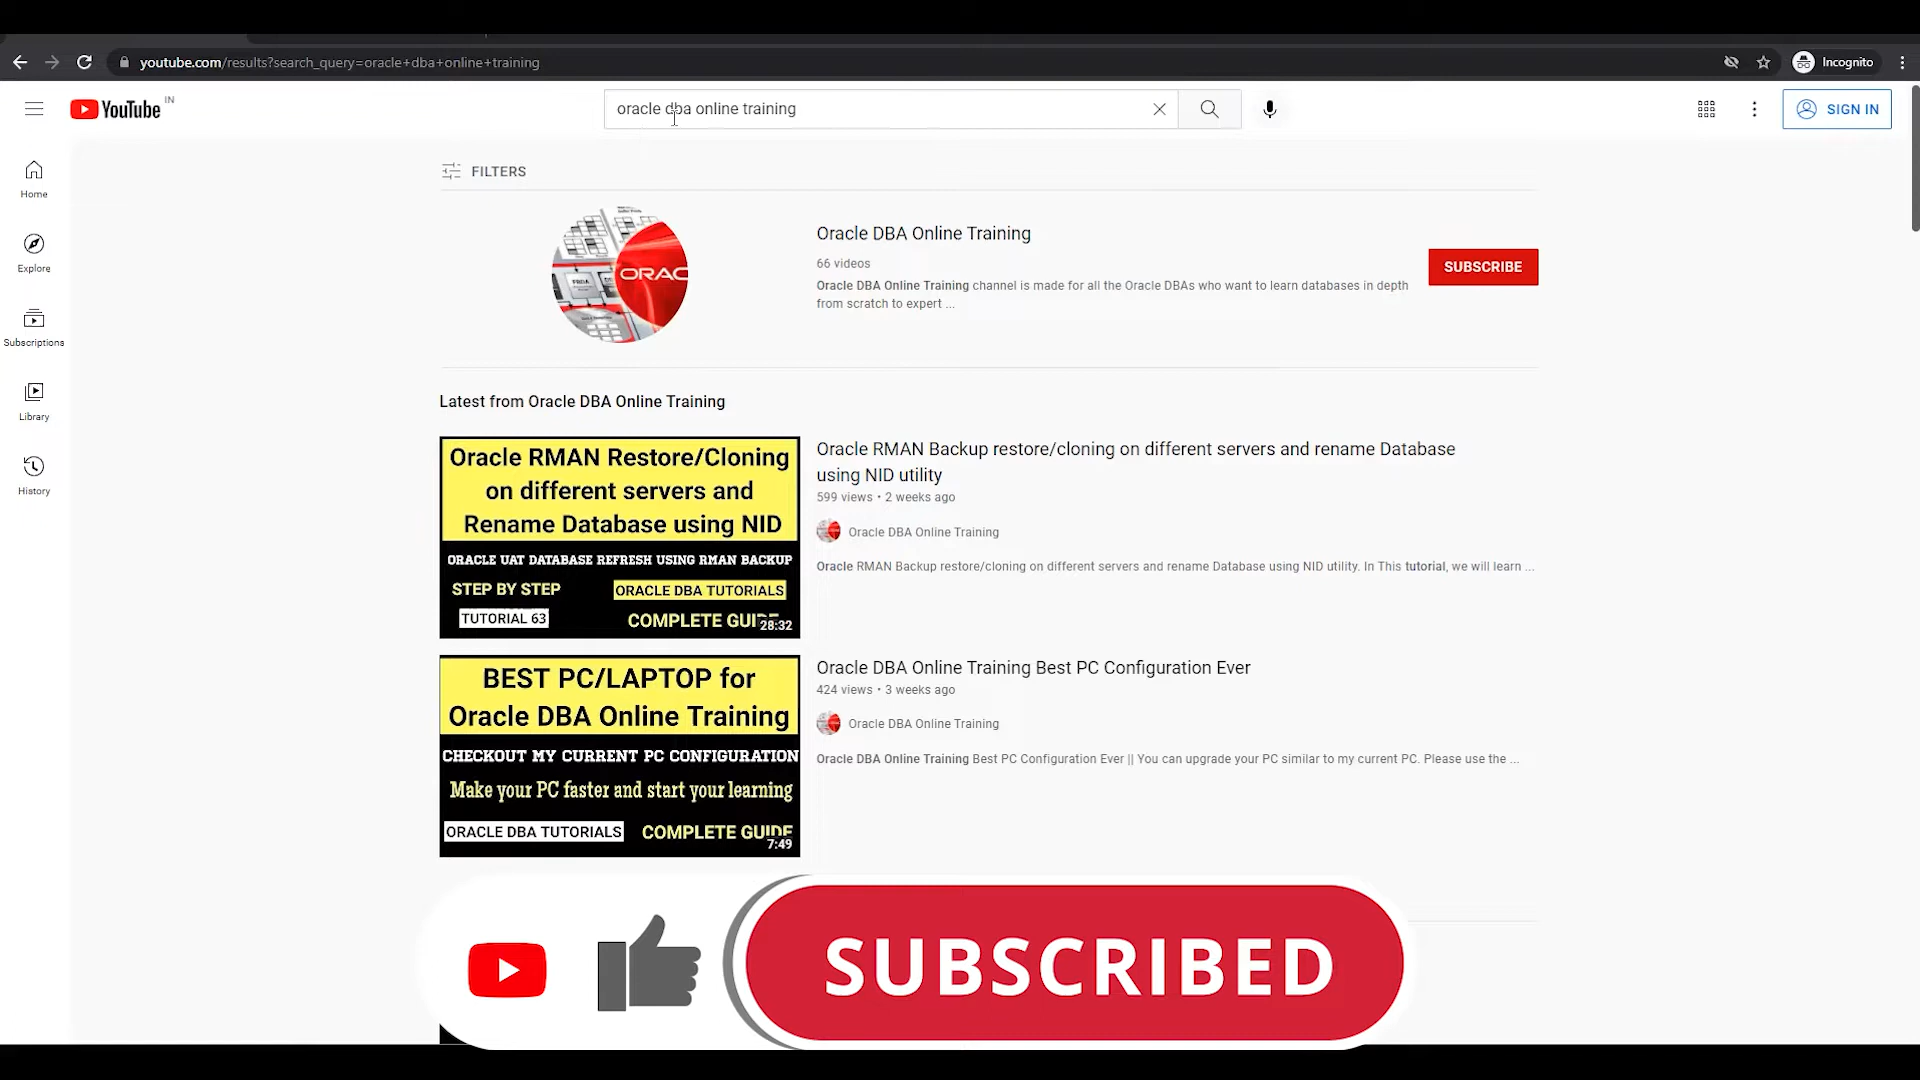 youtube.com/results?search_query=oracle+dba+online+training
Incognito
YouTube IN
oracle dba online training
SIGN IN
Home
Explore
Subscriptions
Library
History
FILTERS
ORAC
Oracle DBA Online Training
66 videos
Oracle DBA Online Training channel is made for all the Oracle DBAs who want to learn databases in depth
from scratch to expert ...
SUBSCRIBE
Latest from Oracle DBA Online Training
Oracle RMAN Restore/Cloning
on different servers and
Rename Database using NID
ORACLE UAT DATABASE REFRESH USING RMAN BACKUP
STEP BY STEP
ORACLE DBA TUTORIALS
TUTORIAL 63
COMPLETE GUIDE
28:32
Oracle RMAN Backup restore/cloning on different servers and rename Database
using NID utility
599 views • 2 weeks ago
Oracle DBA Online Training
Oracle RMAN Backup restore/cloning on different servers and rename Database using NID utility. In This tutorial, we will learn ...
BEST PC/LAPTOP for
Oracle DBA Online Training
CHECKOUT MY CURRENT PC CONFIGURATION
Make your PC faster and start your learning
ORACLE DBA TUTORIALS
COMPLETE GUIDE
7:49
Oracle DBA Online Training Best PC Configuration Ever
424 views • 3 weeks ago
Oracle DBA Online Training
Oracle DBA Online Training Best PC Configuration Ever || You can upgrade your PC similar to my current PC. Please use the ...
SUBSCRIBED